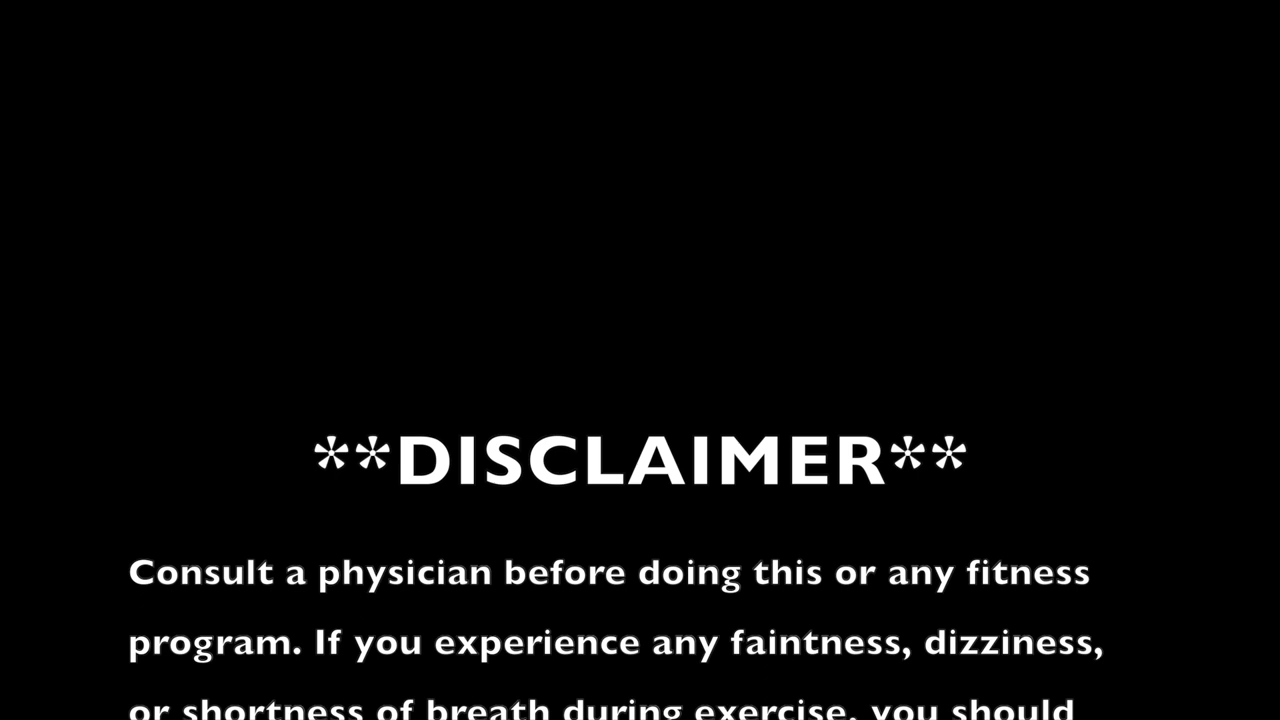 **DISCLAIMER**
Consult a physician before doing this or any fitness
program. If you experience any faintness, dizziness,
or shortness of breath during exercise, you should